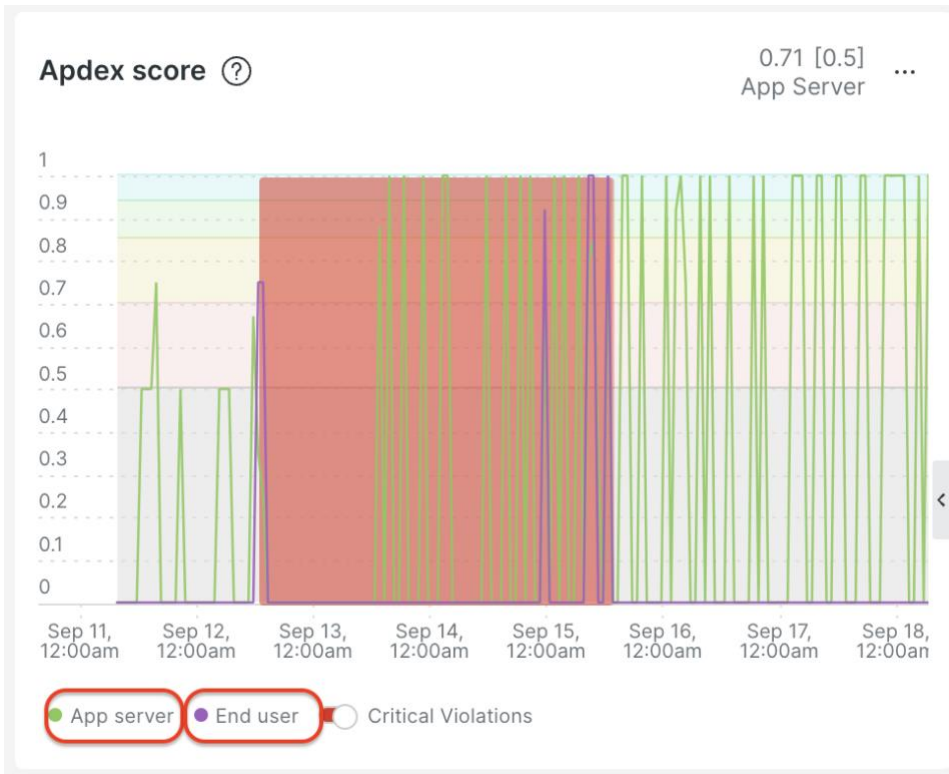 Apdex score ?
0.71 [0.5]
App Server
1
0.9
0.8
0.7
0.6
0.5
0.4
0.3
0.2
0.1
0
Sep 11, 12:00am
Sep 12, 12:00am
Sep 13, 12:00am
Sep 14, 12:00am
Sep 15, 12:00am
Sep 16, 12:00am
Sep 17, 12:00am
Sep 18, 12:00am
App server
End user
Critical Violations